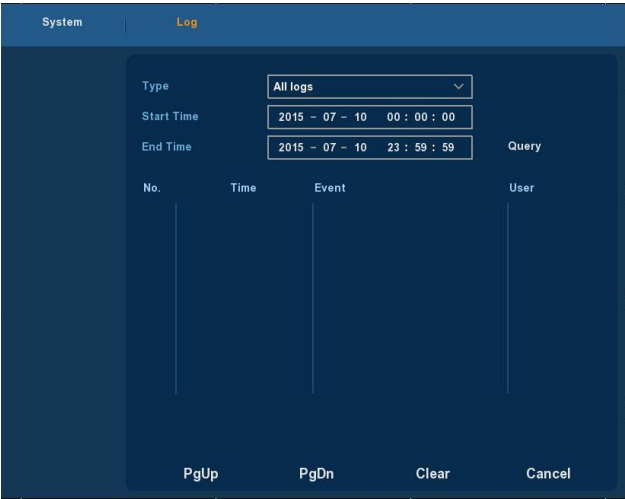 System Log
Type All logs
Start Time 2015 - 07 - 10 00 : 00 : 00
End Time 2015 - 07 - 10 23 : 59 : 59 Query
No. Time Event User
PgUp PgDn Clear Cancel